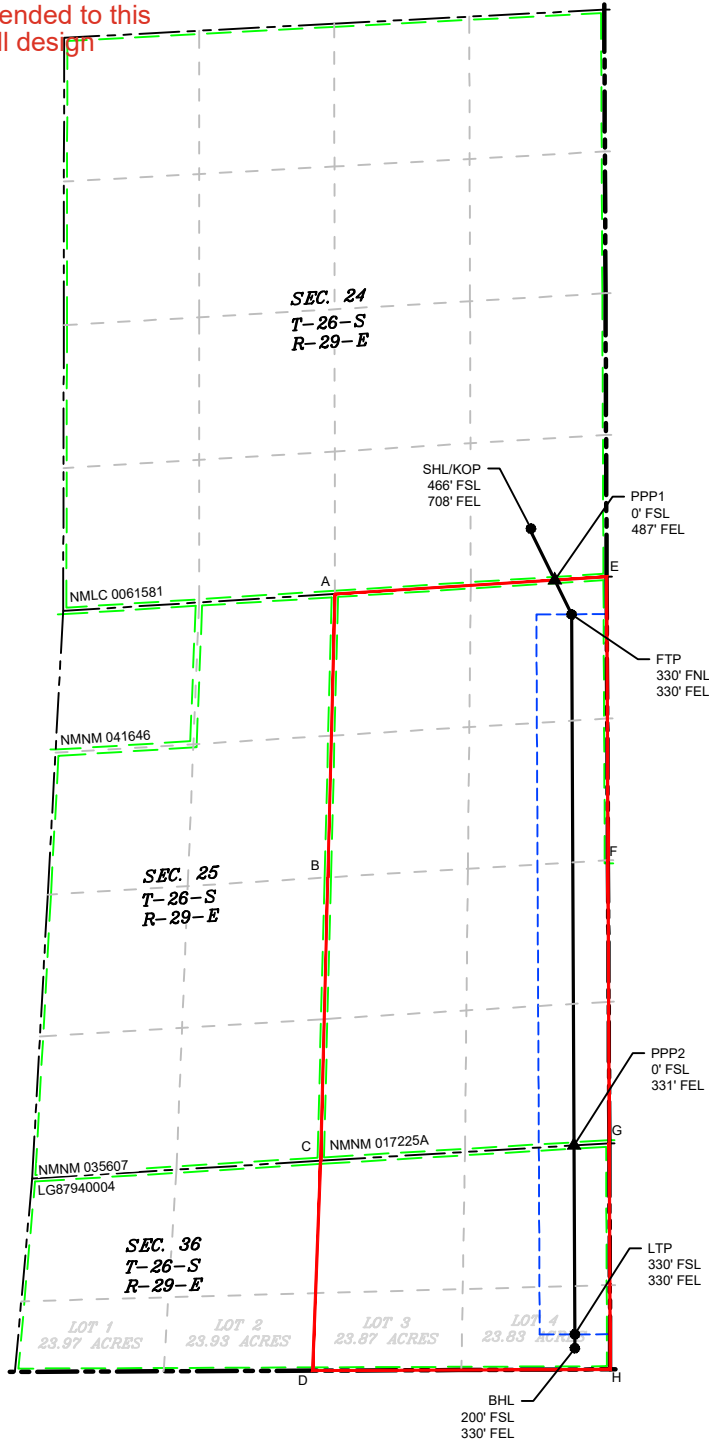 ended to this
ll design
SEC. 24
T-26-S
R-29-E
SHL/KOP
466' FSL
708' FEL
PPP1
0' FSL
487' FEL
E
A
NMLC 0061581
FTP
330' FNL
330' FEL
NMNM 041646
F
B
SEC. 25
T-26-S
R-29-E
PPP2
0' FSL
331' FEL
G
C
NMNM 017225A
NMNM 035607
LG87940004
SEC. 36
T-26-S
R-29-E
LTP
330' FSL
330' FEL
LOT 1
23.97 ACRES
LOT 2
23.93 ACRES
LOT 3
23.87 ACRES
LOT 4
23.83 ACRES
D
H
BHL
200' FSL
330' FEL